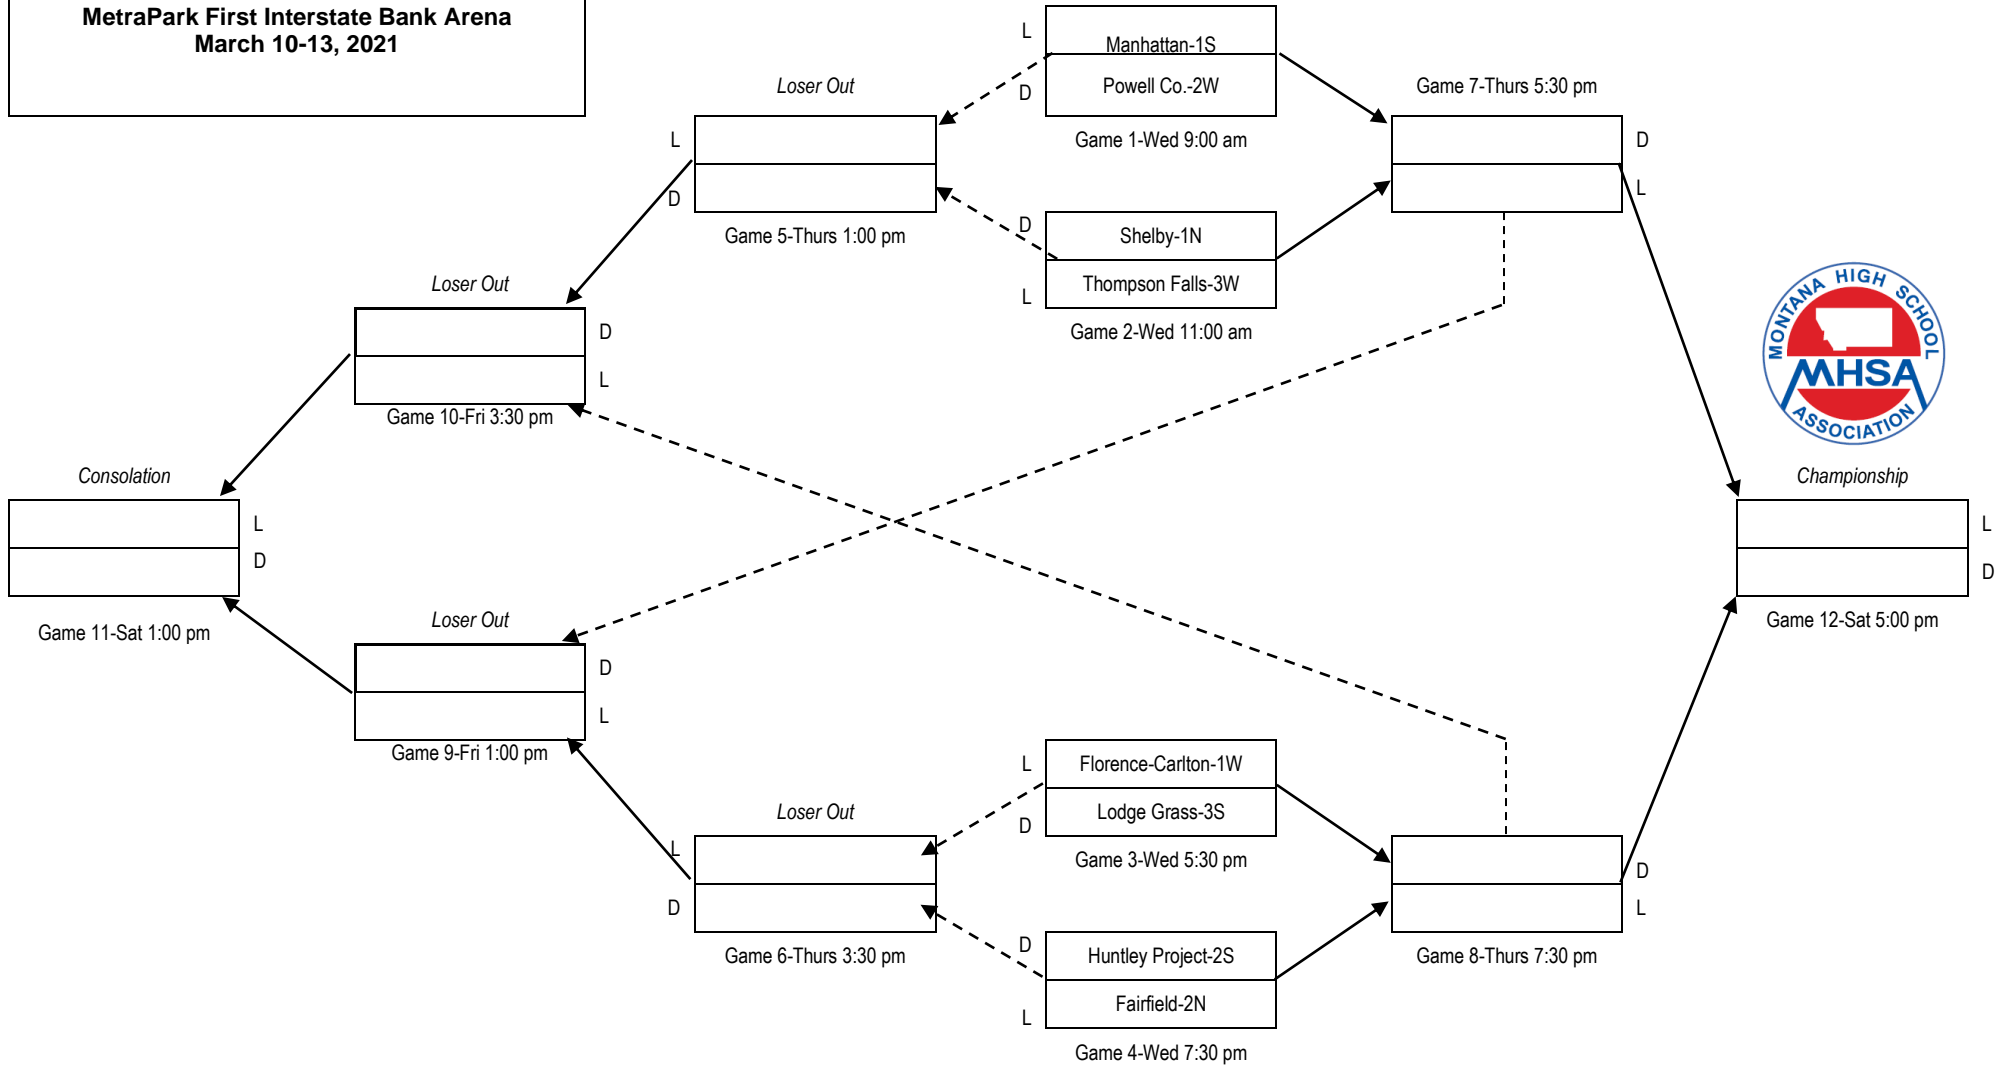 MetraPark First Interstate Bank Arena
March 10-13, 2021
L
Manhattan-1S
D
Powell Co.-2W
Game 1-Wed 9:00 am
D
Shelby-1N
L
Thompson Falls-3W
Game 2-Wed 11:00 am
Loser Out
L
D
Game 5-Thurs 1:00 pm
Game 7-Thurs 5:30 pm
D
L
Loser Out
D
L
Game 10-Fri 3:30 pm
Consolation
L
D
Game 11-Sat 1:00 pm
Loser Out
D
L
Game 9-Fri 1:00 pm
MONTANA HIGH SCHOOL
MHSA
ASSOCIATION
Championship
L
D
Game 12-Sat 5:00 pm
Loser Out
L
D
Game 6-Thurs 3:30 pm
L
Florence-Carlton-1W
D
Lodge Grass-3S
Game 3-Wed 5:30 pm
D
Huntley Project-2S
L
Fairfield-2N
Game 4-Wed 7:30 pm
D
L
Game 8-Thurs 7:30 pm